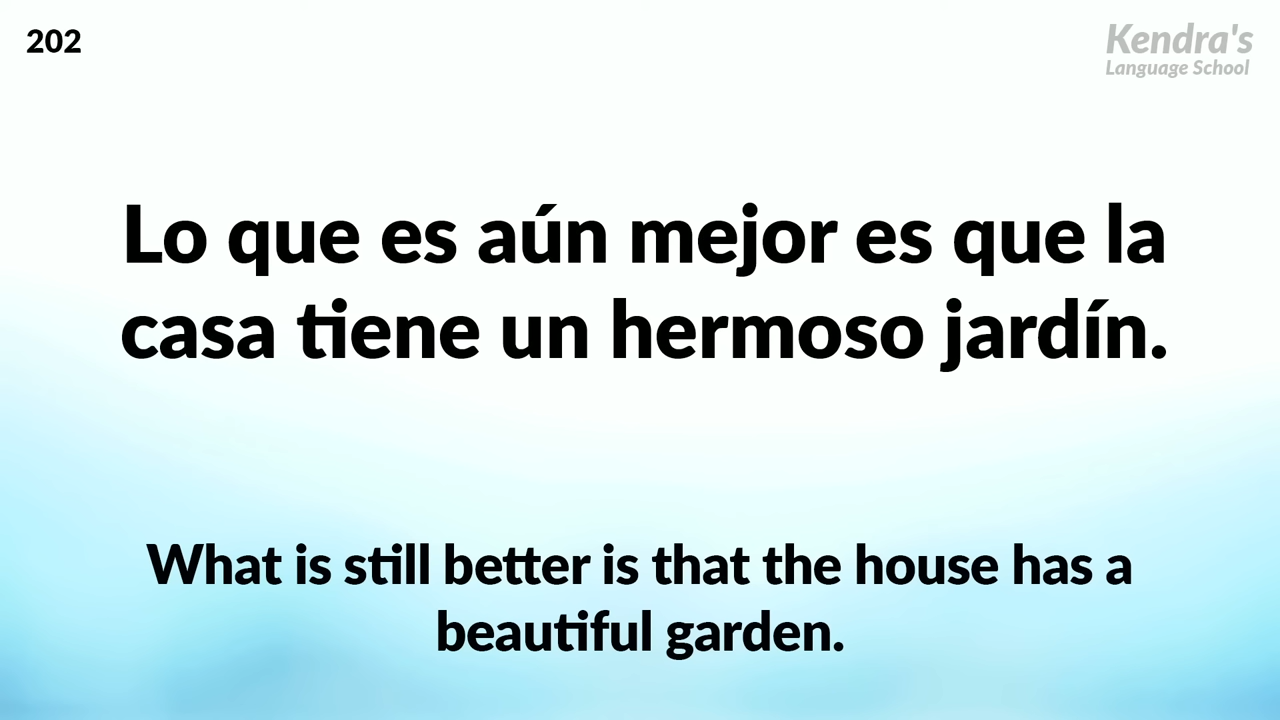 202
Kendra's
Language School
Lo que es aún mejor es que la
casa tiene un hermoso jardín.
What is still better is that the house has a
beautiful garden.